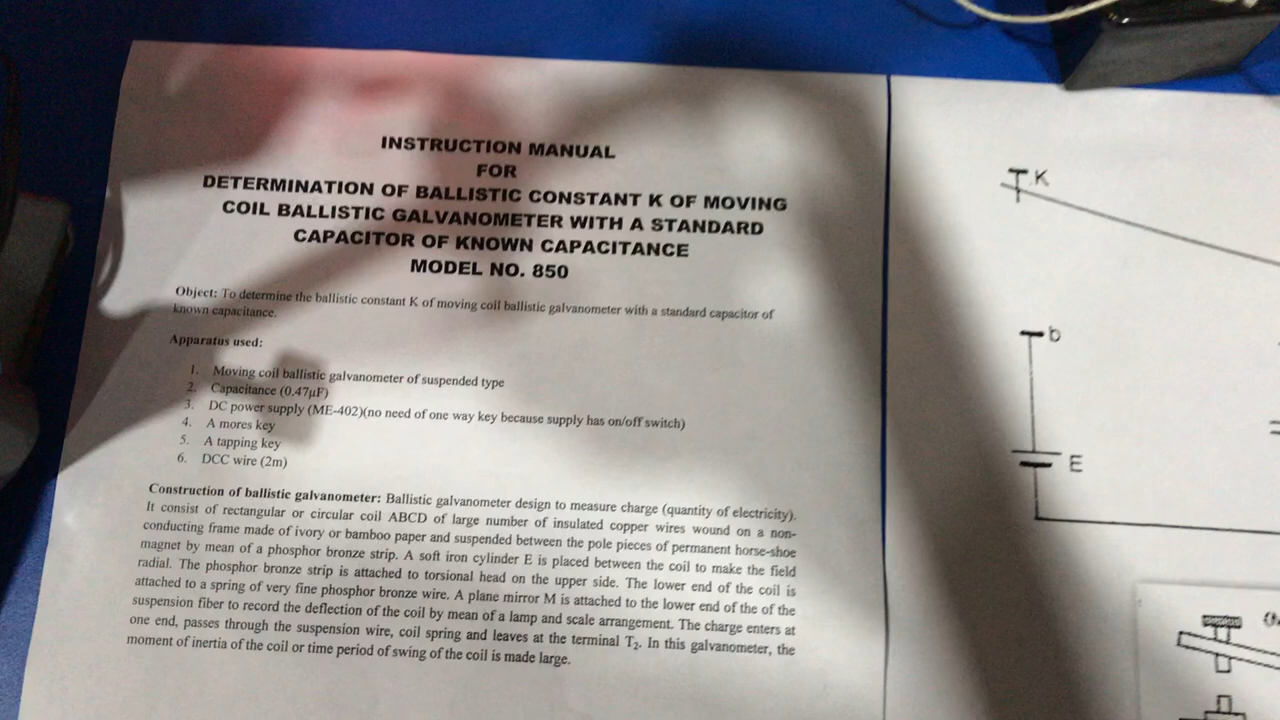 INSTRUCTION MANUAL
FOR
DETERMINATION OF BALLISTIC CONSTANT K OF MOVING
COIL BALLISTIC GALVANOMETER WITH A STANDARD
CAPACITOR OF KNOWN CAPACITANCE
MODEL NO. 850
Object: To determine the ballistic constant K of moving coil ballistic galvanometer with a standard capacitor of
known capacitance.
Apparatus used:
1. Moving coil ballistic galvanometer of suspended type
2. Capacitance (0.47µF)
3. DC power supply (ME-402)(no need of one way key because supply has on/off switch)
4. A mores key
5. A tapping key
6. DCC wire (2m)
Construction of ballistic galvanometer: Ballistic galvanometer design to measure charge (quantity of electricity).
It consist of rectangular or circular coil ABCD of large number of insulated copper wires wound on a non-
conducting frame made of ivory or bamboo paper and suspended between the pole pieces of permanent horse-shoe
magnet by mean of a phosphor bronze strip. A soft iron cylinder E is placed between the coil to make the field
radial. The phosphor bronze strip is attached to torsional head on the upper side. The lower end of the coil is
attached to a spring of very fine phosphor bronze wire. A plane mirror M is attached to the lower end of the of the
suspension fiber to record the deflection of the coil by mean of a lamp and scale arrangement. The charge enters at
one end, passes through the suspension wire, coil spring and leaves at the terminal T₂. In this galvanometer, the
moment of inertia of the coil or time period of swing of the coil is made large.
K
b
E